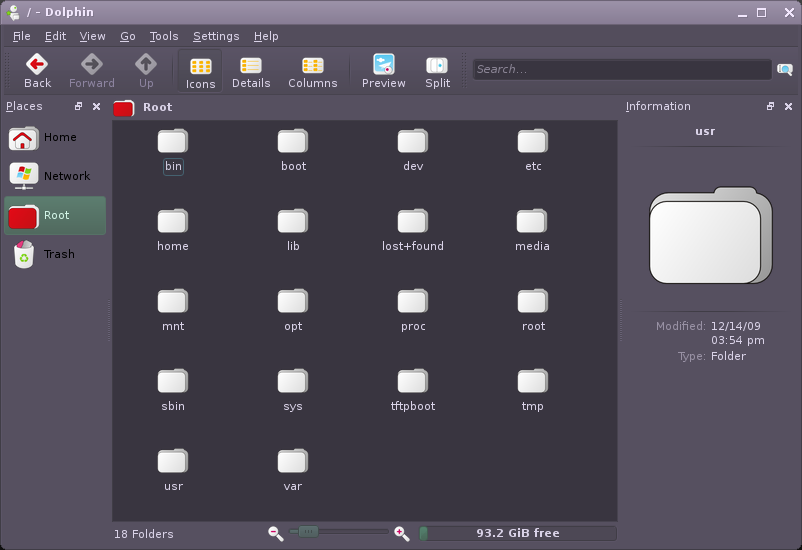 / - Dolphin
File Edit View Go Tools Settings Help
Back Forward Up Icons Details Columns Preview Split Search...
Places
Root
Information
Home
Network
Root
Trash
bin boot dev etc
home lib lost+found media
mnt opt proc root
sbin sys tftpboot tmp
usr var
usr
Modified: 12/14/09
03:54 pm
Type: Folder
18 Folders
93.2 GiB free